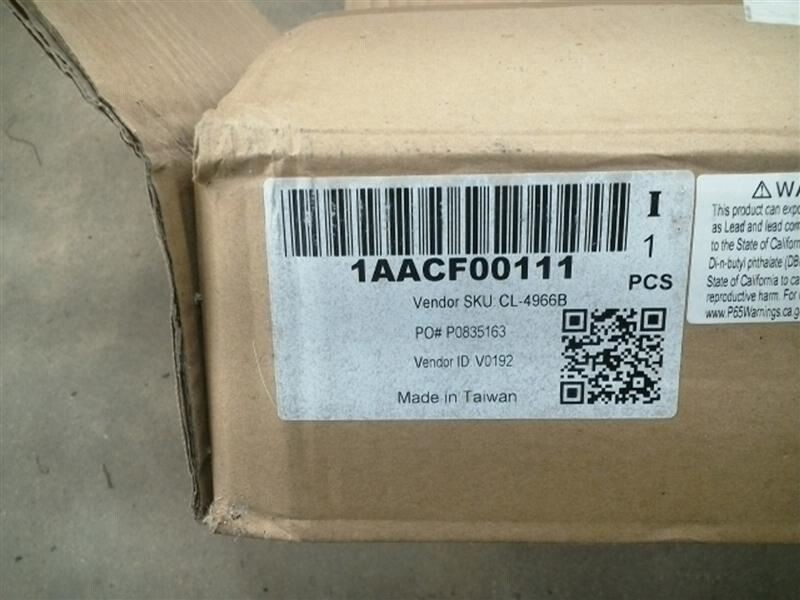 I
1
PCS
1AACF00111
Vendor SKU CL-4966B
PO# P0835163
Vendor ID V0192
Made in Taiwan
⚠WA
This product can expo
as Lead and lead com
to the State of Californi
Di-n-butyl phthalate (DB
State of California to ca
reproductive harm. For
www.P65Warnings.ca.g